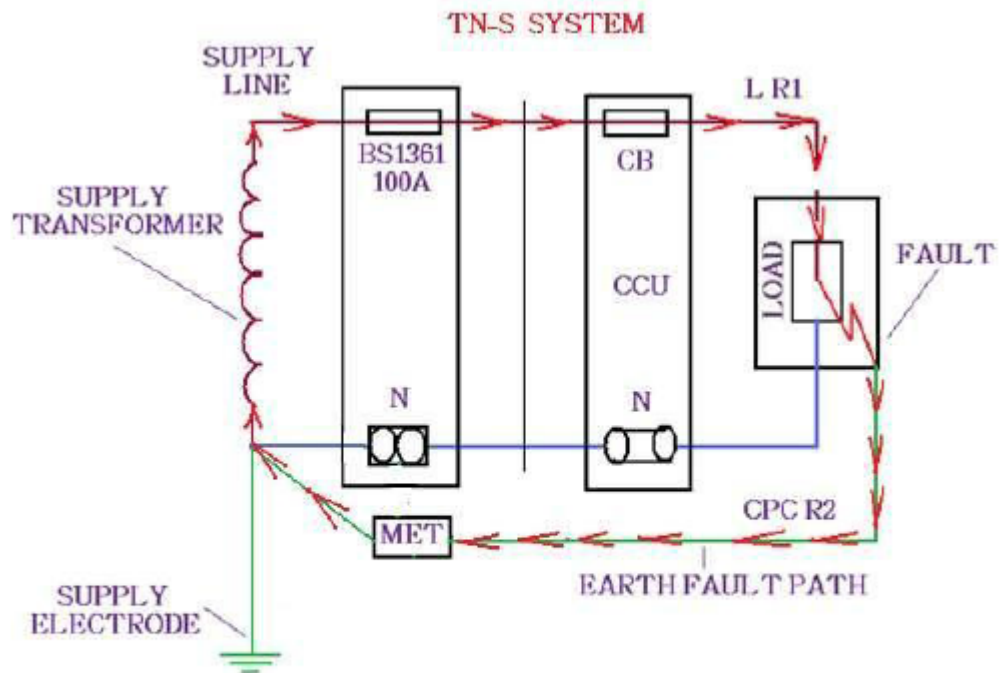 TN-S SYSTEM
SUPPLY
LINE
L R1
BS1361
100A
CB
SUPPLY
TRANSFORMER
FAULT
LOAD
CCU
N
N
CPC R2
MET
EARTH FAULT PATH
SUPPLY
ELECTRODE